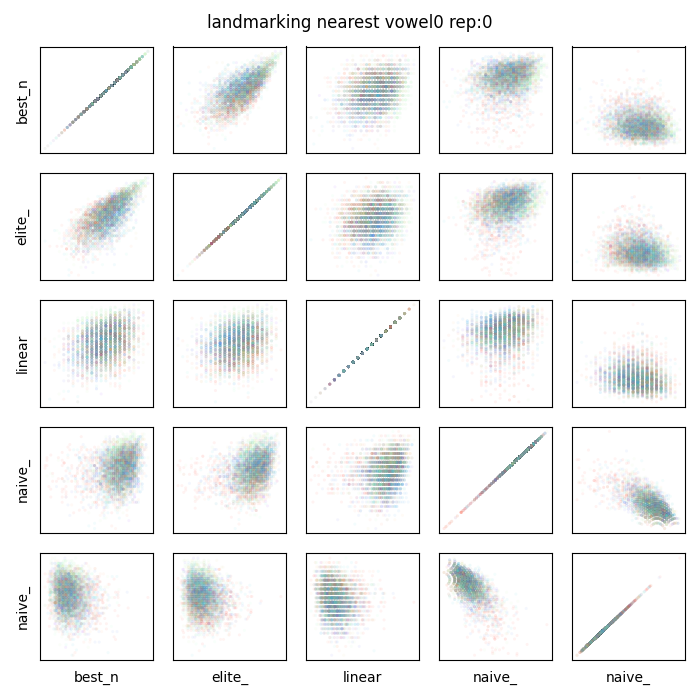 landmarking nearest vowel0 rep:0
best_n
elite_
linear
naive_
naive_
best_n elite_ linear naive_ naive_